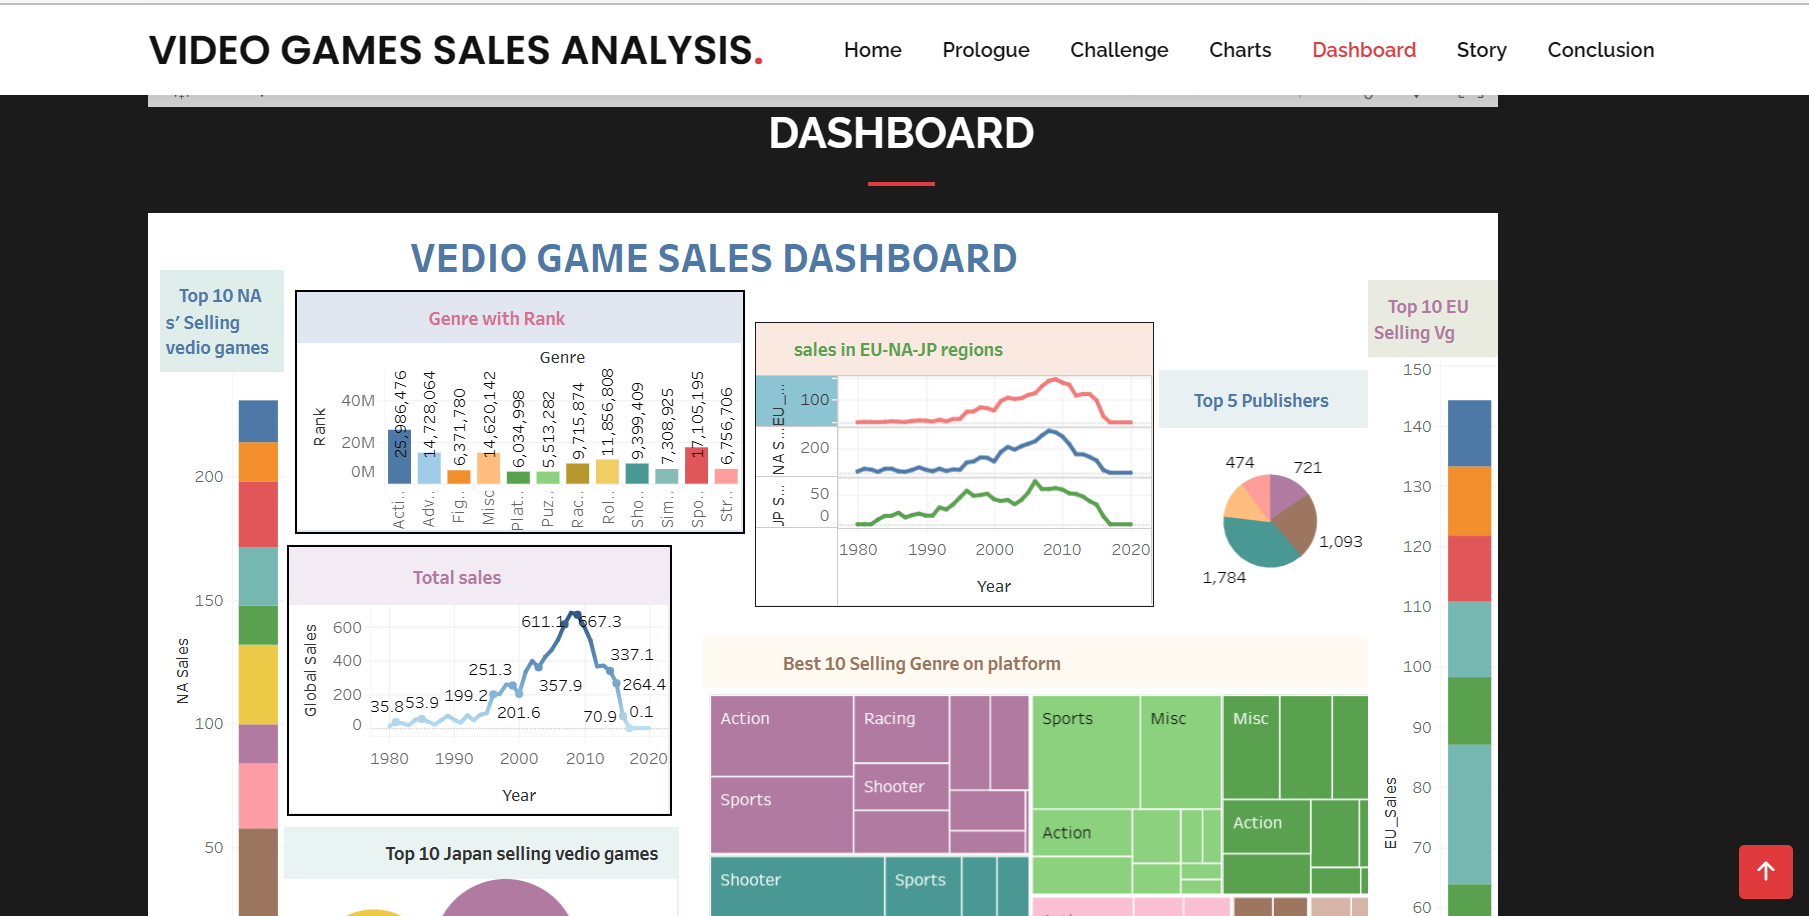 VIDEO GAMES SALES ANALYSIS.
Home
Prologue
Challenge
Charts
Dashboard
Story
Conclusion
DASHBOARD
VEDIO GAME SALES DASHBOARD
Top 10 NA
s' Selling
vedio games
200
150
100
50
NA Sales
Genre with Rank
Genre
Rank
40M
20M
0M
25,986,476
14,728,064
6,371,780
14,620,142
6,034,998
5,513,282
9,715,874
11,856,808
9,399,409
7,308,925
17,105,195
6,756,706
Acti..
Adv..
Fig..
Misc
Plat..
Puz..
Rac..
Rol..
Sho..
Sim..
Spo..
Str..
Total sales
Global Sales
600
400
200
0
35.8
53.9
199.2
251.3
201.6
357.9
611.1
667.3
337.1
264.4
70.9
0.1
1980
1990
2000
2010
2020
Year
Top 10 Japan selling vedio games
sales in EU-NA-JP regions
EU_...
100
NA S...
200
JP S...
50
0
1980
1990
2000
2010
2020
Year
Top 5 Publishers
474
721
1,093
1,784
Best 10 Selling Genre on platform
Action
Racing
Sports
Shooter
Shooter
Sports
Sports
Misc
Action
Misc
Action
Top 10 EU
Selling Vg
150
140
130
120
110
100
90
80
70
60
EU_Sales